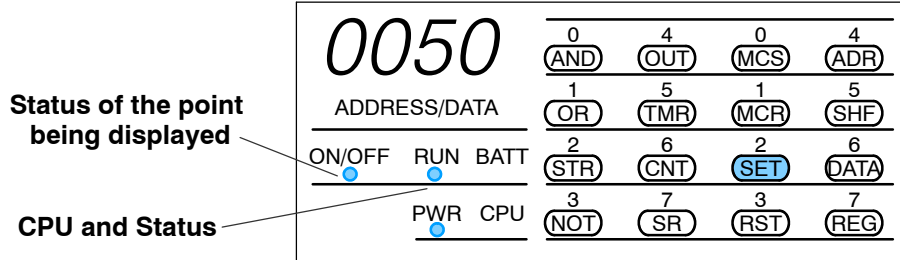 0050
ADDRESS/DATA
Status of the point
being displayed
ON/OFF RUN BATT
CPU and Status
PWR CPU
0 4 0 4
AND OUT MCS ADR
1 5 1 5
OR TMR MCR SHF
2 6 2 6
STR CNT SET DATA
3 7 3 7
NOT SR RST REG